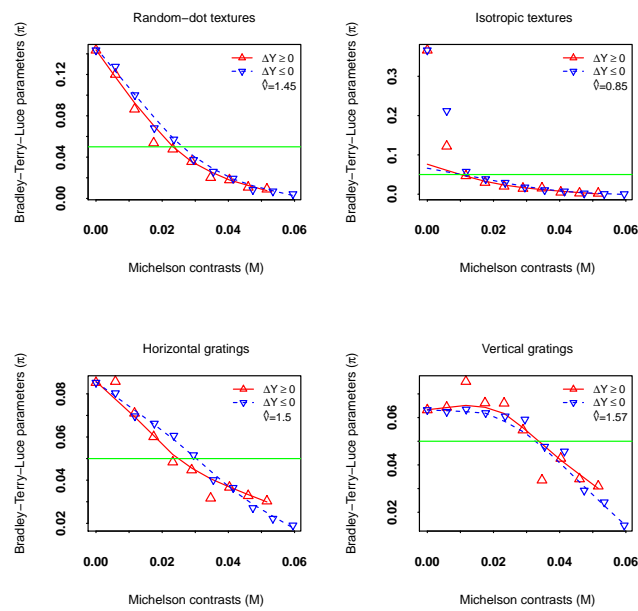 Random−dot textures
Bradley−Terry−Luce parameters (π)
0.12
0.08
0.04
0.00
ΔY ≥ 0
ΔY ≤ 0
ν̂=1.45
0.00 0.02 0.04 0.06
Michelson contrasts (M)
Isotropic textures
Bradley−Terry−Luce parameters (π)
0.3
0.2
0.1
0.0
ΔY ≥ 0
ΔY ≤ 0
ν̂=0.85
0.00 0.02 0.04 0.06
Michelson contrasts (M)
Horizontal gratings
Bradley−Terry−Luce parameters (π)
0.08
0.06
0.04
0.02
ΔY ≥ 0
ΔY ≤ 0
ν̂=1.5
0.00 0.02 0.04 0.06
Michelson contrasts (M)
Vertical gratings
Bradley−Terry−Luce parameters (π)
0.06
0.04
0.02
ΔY ≥ 0
ΔY ≤ 0
ν̂=1.57
0.00 0.02 0.04 0.06
Michelson contrasts (M)